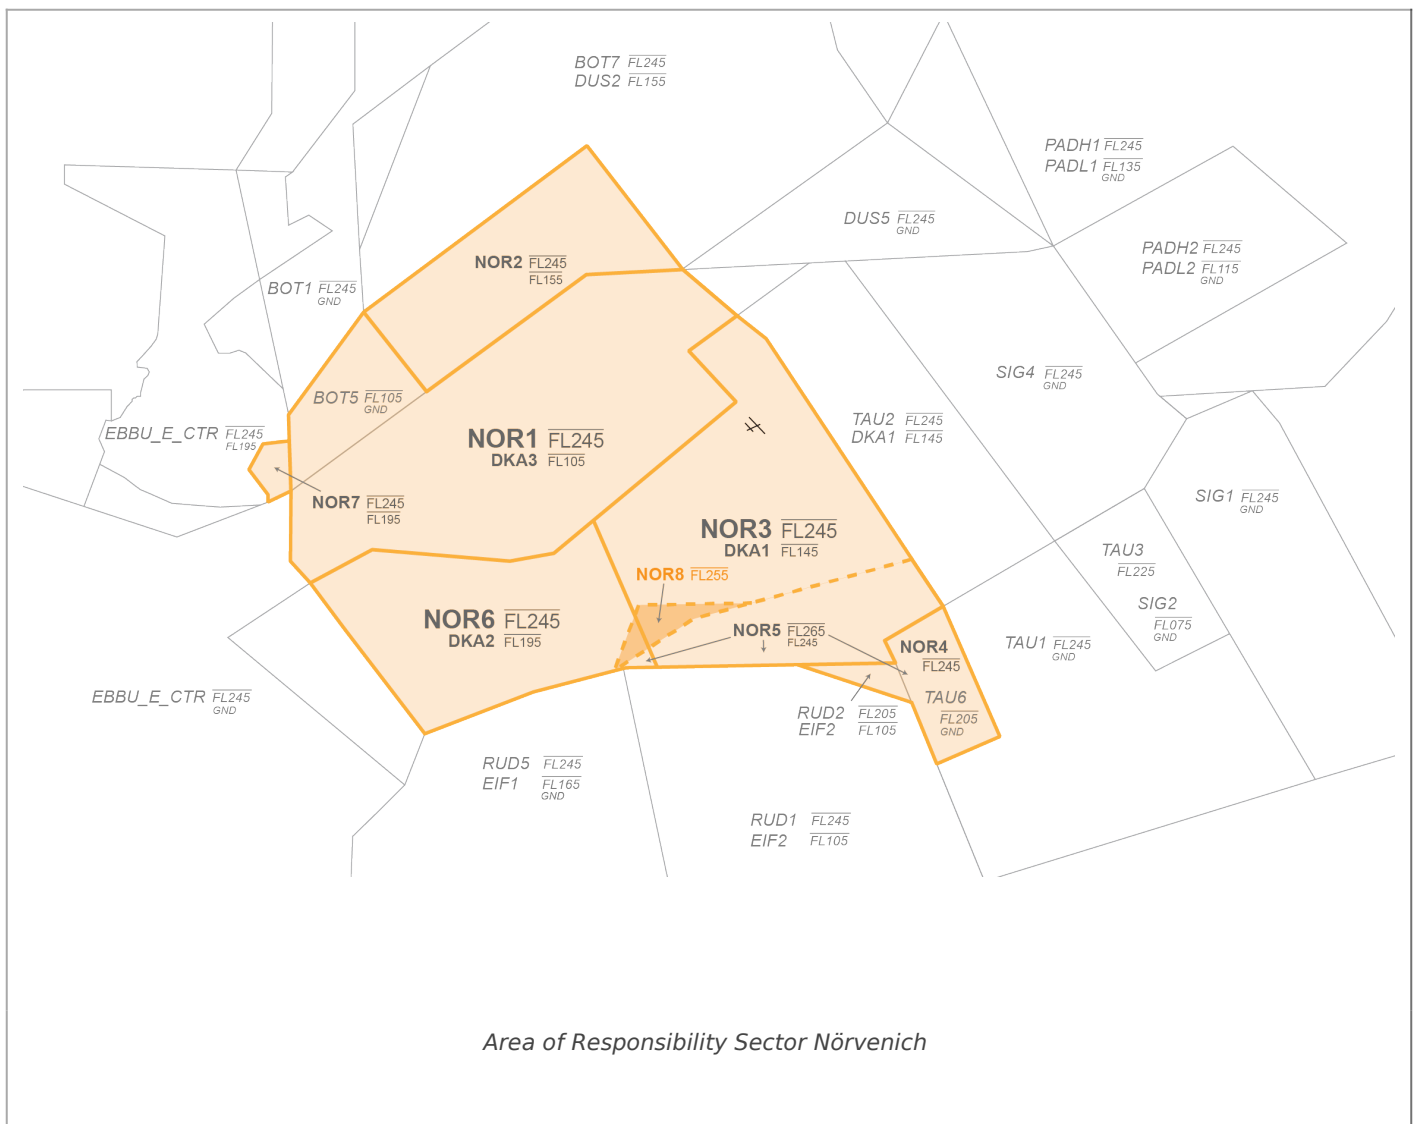 BOT7 FL245
DUS2 FL155
PADH1 FL245
PADL1 FL135
GND
DUS5 FL245
GND
PADH2 FL245
PADL2 FL115
GND
NOR2 FL245
FL155
BOT1 FL245
GND
SIG4 FL245
GND
BOT5 FL105
GND
TAU2 FL245
DKA1 FL145
EBBU_E_CTR FL245
FL195
NOR1 FL245
DKA3 FL105
NOR7 FL245
FL195
SIG1 FL245
GND
NOR3 FL245
DKA1 FL145
TAU3
FL225
NOR8 FL255
SIG2
FL075
GND
NOR6 FL245
DKA2 FL195
NOR5 FL265
FL245
NOR4
FL245
TAU1 FL245
GND
EBBU_E_CTR FL245
GND
TAU6
FL205
GND
RUD2 FL205
EIF2 FL105
RUD5 FL245
EIF1 FL165
GND
RUD1 FL245
EIF2 FL105
Area of Responsibility Sector Nörvenich